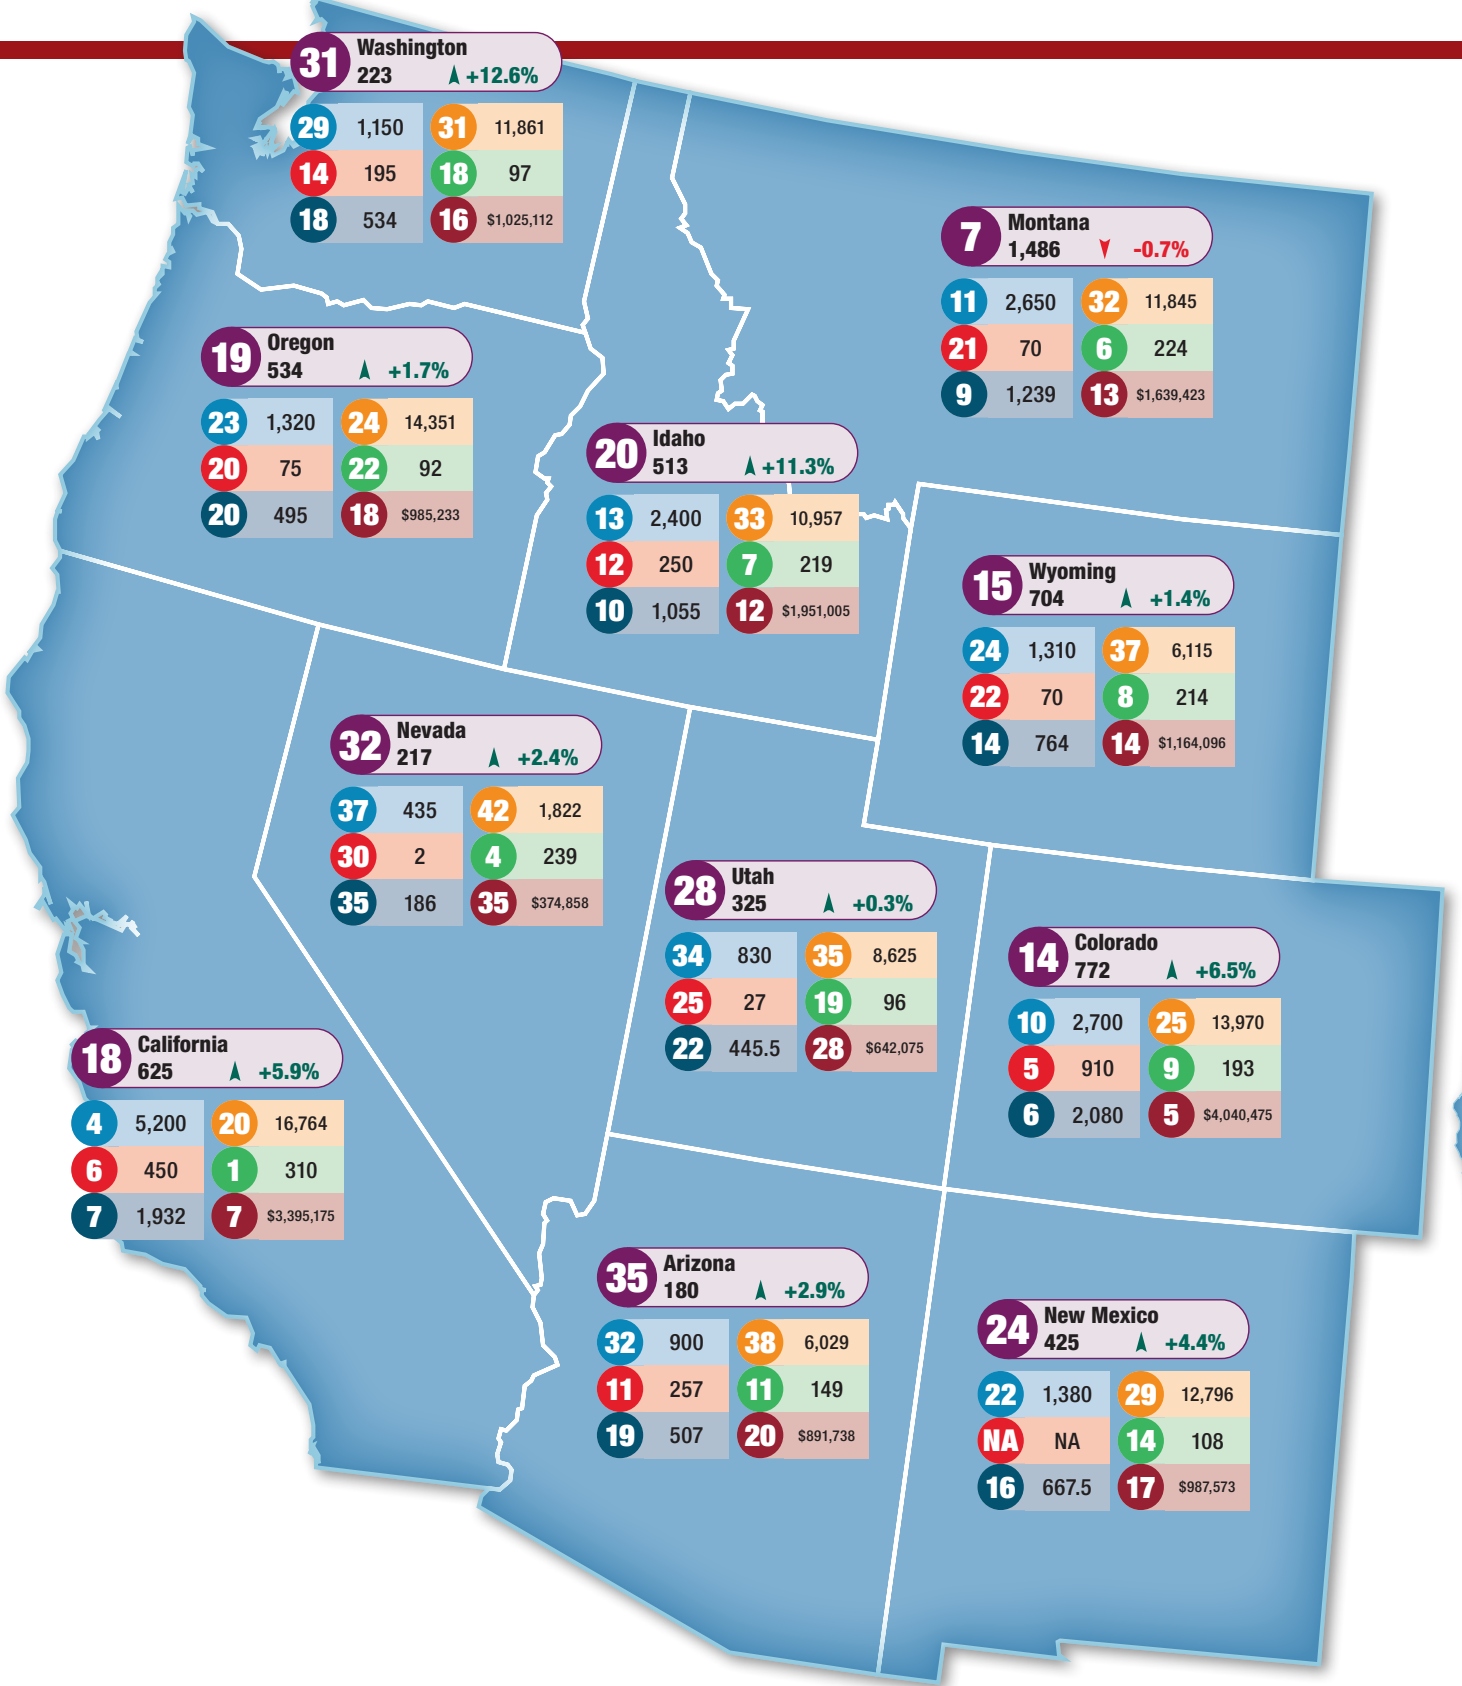 31 Washington
223 +12.6%
29 1,150 31 11,861
14 195 18 97
18 534 16 $1,025,112
7 Montana
1,486 -0.7%
11 2,650 32 11,845
21 70 6 224
9 1,239 13 $1,639,423
19 Oregon
534 +1.7%
23 1,320 24 14,351
20 75 22 92
20 495 18 $985,233
20 Idaho
513 +11.3%
13 2,400 33 10,957
12 250 7 219
10 1,055 12 $1,951,005
15 Wyoming
704 +1.4%
24 1,310 37 6,115
22 70 8 214
14 764 14 $1,164,096
32 Nevada
217 +2.4%
37 435 42 1,822
30 2 4 239
35 186 35 $374,858
28 Utah
325 +0.3%
34 830 35 8,625
25 27 19 96
22 445.5 28 $642,075
14 Colorado
772 +6.5%
10 2,700 25 13,970
5 910 9 193
6 2,080 5 $4,040,475
18 California
625 +5.9%
4 5,200 20 16,764
6 450 1 310
7 1,932 7 $3,395,175
35 Arizona
180 +2.9%
32 900 38 6,029
11 257 11 149
19 507 20 $891,738
24 New Mexico
425 +4.4%
22 1,380 29 12,796
NA NA 14 108
16 667.5 17 $987,573